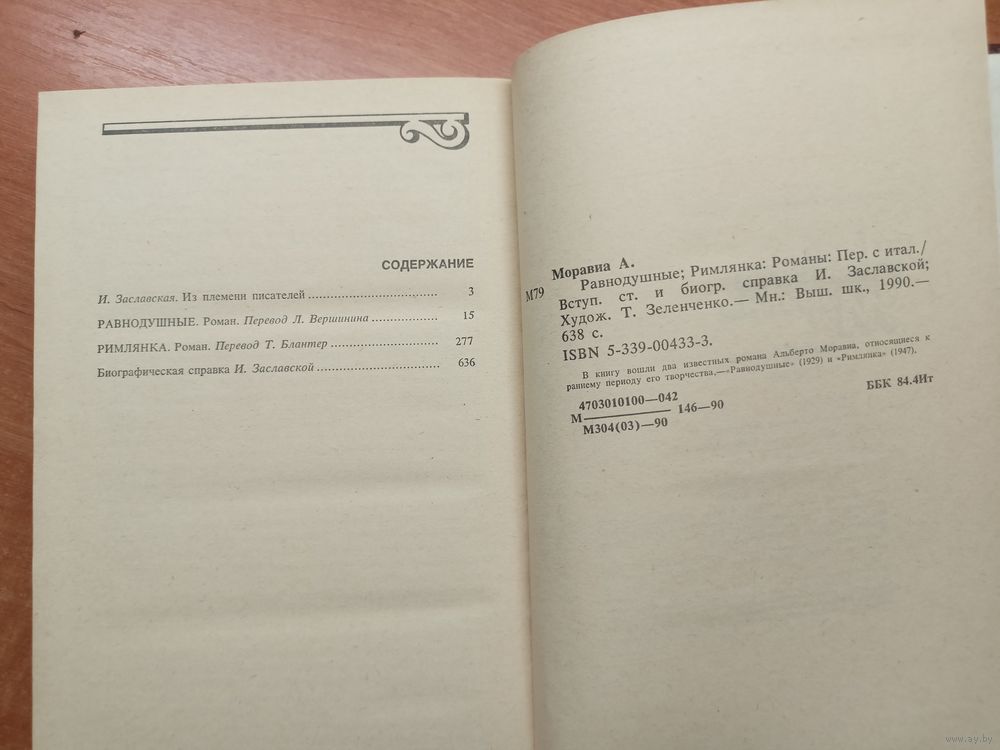 СОДЕРЖАНИЕ
И. Заславская. Из племени писателей 3
РАВНОДУШНЫЕ. Роман. Перевод Л. Вершинина 15
РИМЛЯНКА. Роман. Перевод Т. Блантер 277
Биографическая справка И. Заславской 636
Моравиа А.
М79 Равнодушные; Римлянка: Романы: Пер. с итал./
Вступ. ст. и биогр. справка И. Заславской;
Худож. Т. Зеленченко.— Мн.: Выш. шк., 1990.—
638 с.
ISBN 5-339-00433-3.
В книгу вошли два известных романа Альберто Моравиа, относящиеся к
раннему периоду его творчества,—«Равнодушные» (1929) и «Римлянка» (1947).
4703010100—042
М 146—90
М304(03)—90
ББК 84.4Ит
www.ay.by